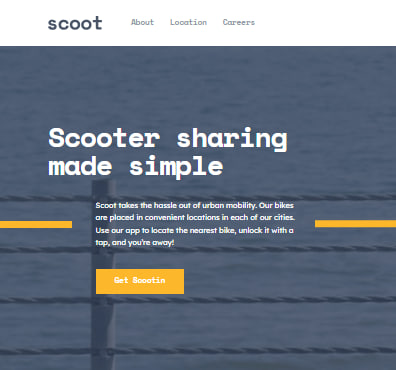 scoot
About Location Careers
Scooter sharing
made simple
Scoot takes the hassle out of urban mobility. Our bikes
are placed in convenient locations in each of our cities.
Use our app to locate the nearest bike, unlock it with a
tap, and you're away!
Get Scootin